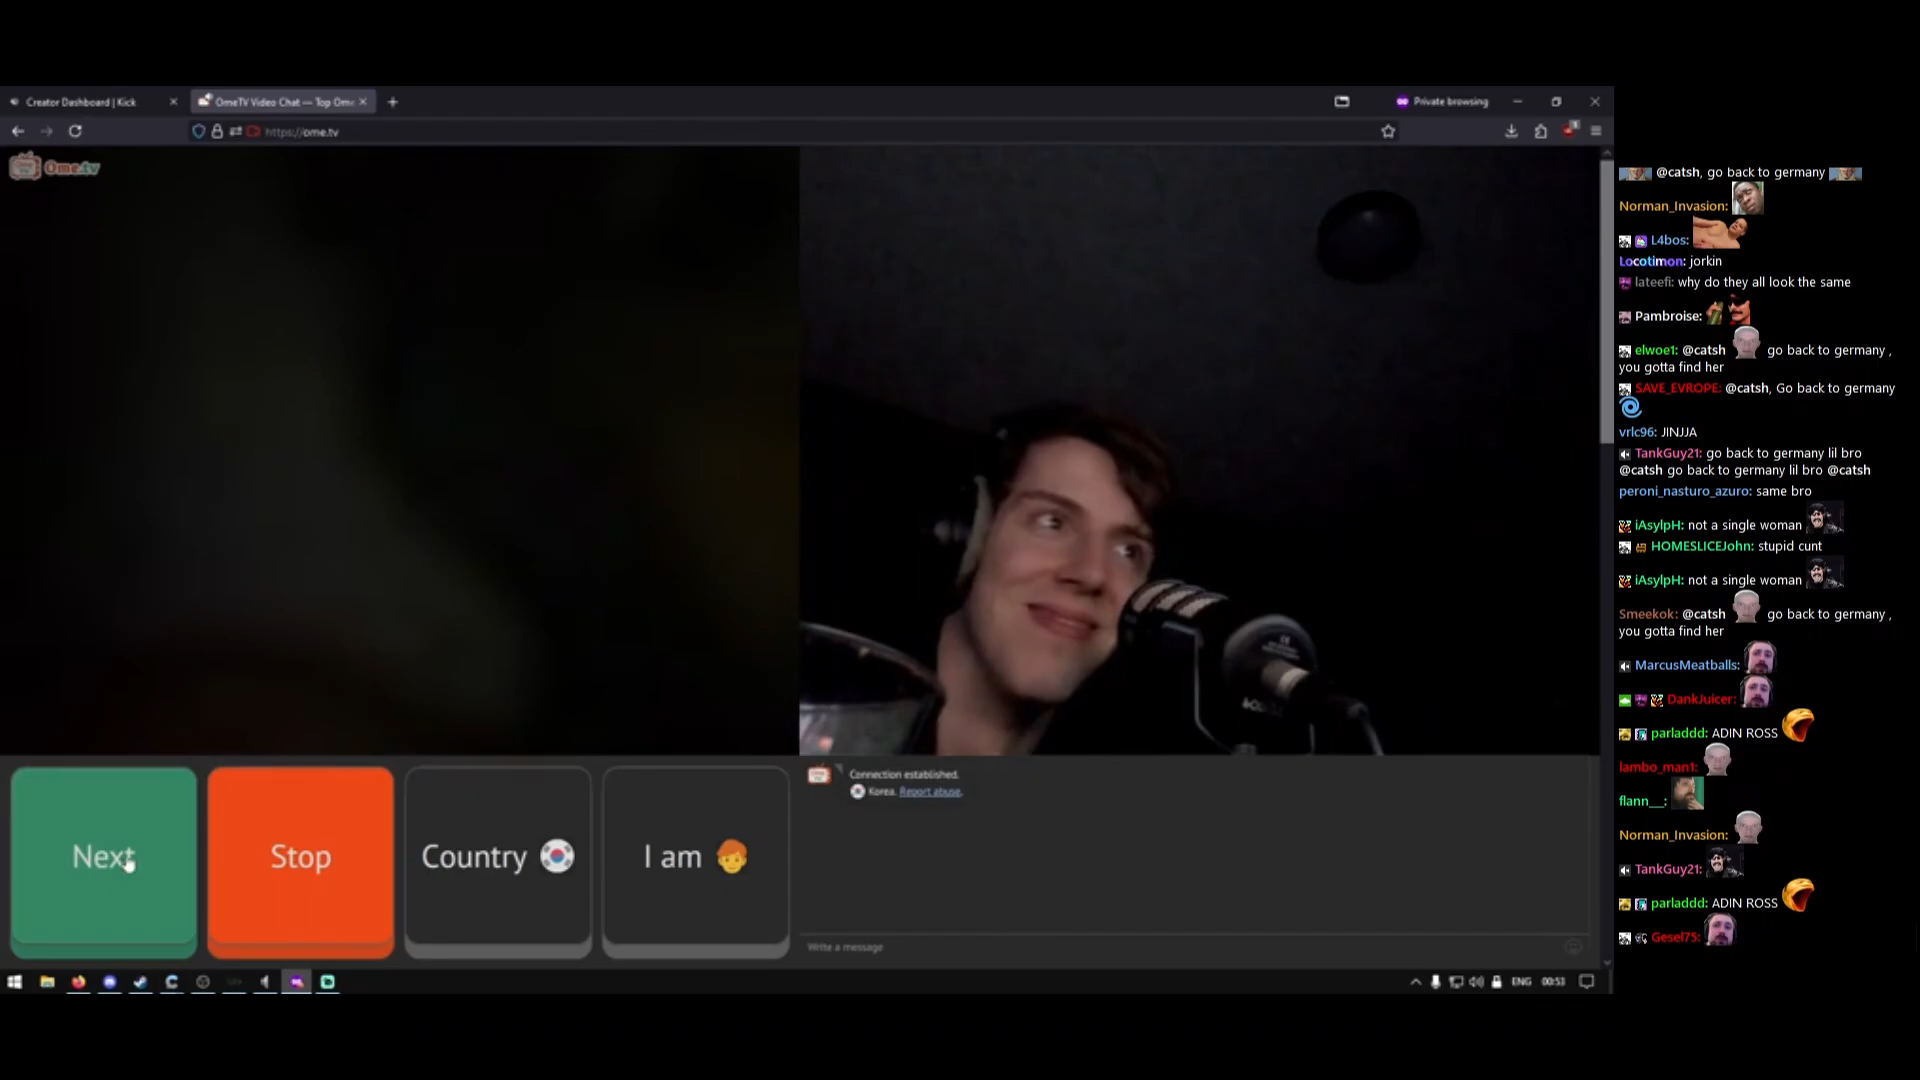 Creator Dashboard | Kick
OmeTV Video Chat — Top Ome
Private browsing
https://ome.tv
Ome.tv
@catsh, go back to germany
Norman_Invasion:
L4bos:
Locotimon: jorkin
lateefi: why do they all look the same
Pambroise:
elwoe1: @catsh go back to germany ,
you gotta find her
SAVE_EVROPE: @catsh, Go back to germany
vrlc96: JINJJA
TankGuy21: go back to germany lil bro
@catsh go back to germany lil bro @catsh
peroni_nasturo_azuro: same bro
iAsylpH: not a single woman
HOMESLICEJohn: stupid cunt
iAsylpH: not a single woman
Smeekok: @catsh go back to germany ,
you gotta find her
MarcusMeatballs:
DankJuicer:
parladdd: ADIN ROSS
lambo_man1:
flann__:
Norman_Invasion:
TankGuy21:
parladdd: ADIN ROSS
Gesel75:
Connection established.
Korea. Report abuse.
Next
Stop
Country
I am
Write a message
ENG
00:53